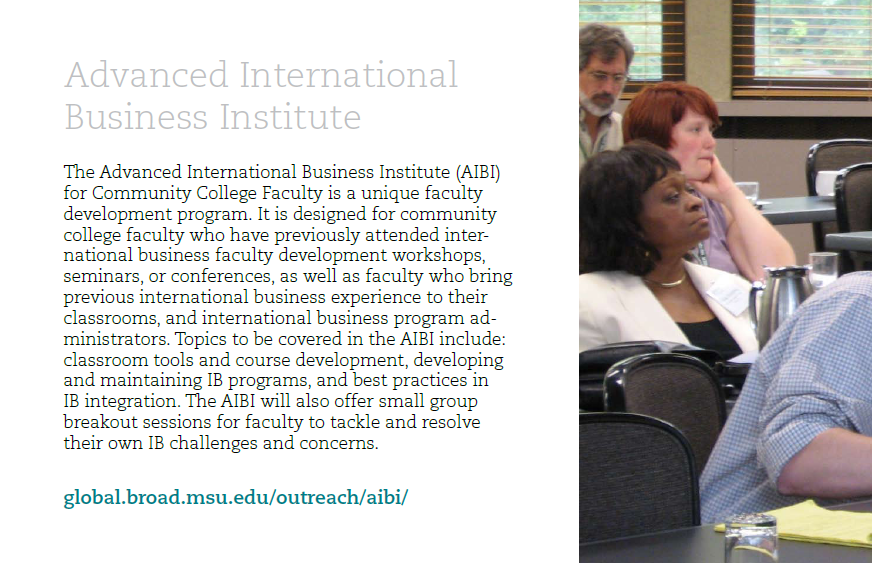 Advanced International
Business Institute
The Advanced International Business Institute (AIBI)
for Community College Faculty is a unique faculty
development program. It is designed for community
college faculty who have previously attended inter-
national business faculty development workshops,
seminars, or conferences, as well as faculty who bring
previous international business experience to their
classrooms, and international business program ad-
ministrators. Topics to be covered in the AIBI include:
classroom tools and course development, developing
and maintaining IB programs, and best practices in
IB integration. The AIBI will also offer small group
breakout sessions for faculty to tackle and resolve
their own IB challenges and concerns.
global.broad.msu.edu/outreach/aibi/